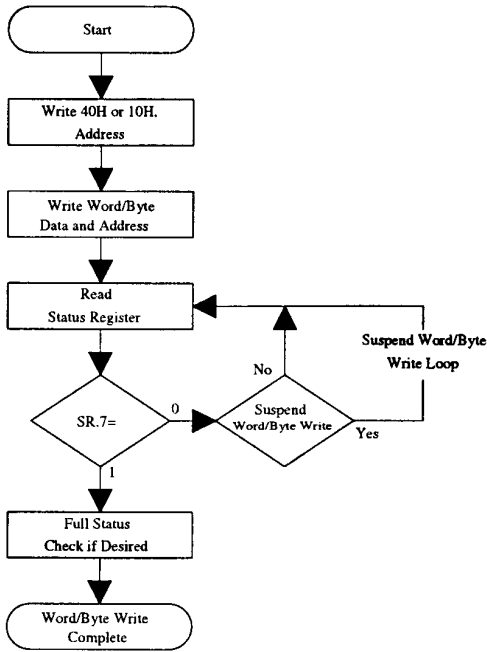 Start
Write 40H or 10H,
Address
Write Word/Byte
Data and Address
Read
Status Register
Suspend Word/Byte
Write Loop
No
SR.7=
0
Suspend
Word/Byte Write
Yes
1
Full Status
Check if Desired
Word/Byte Write
Complete